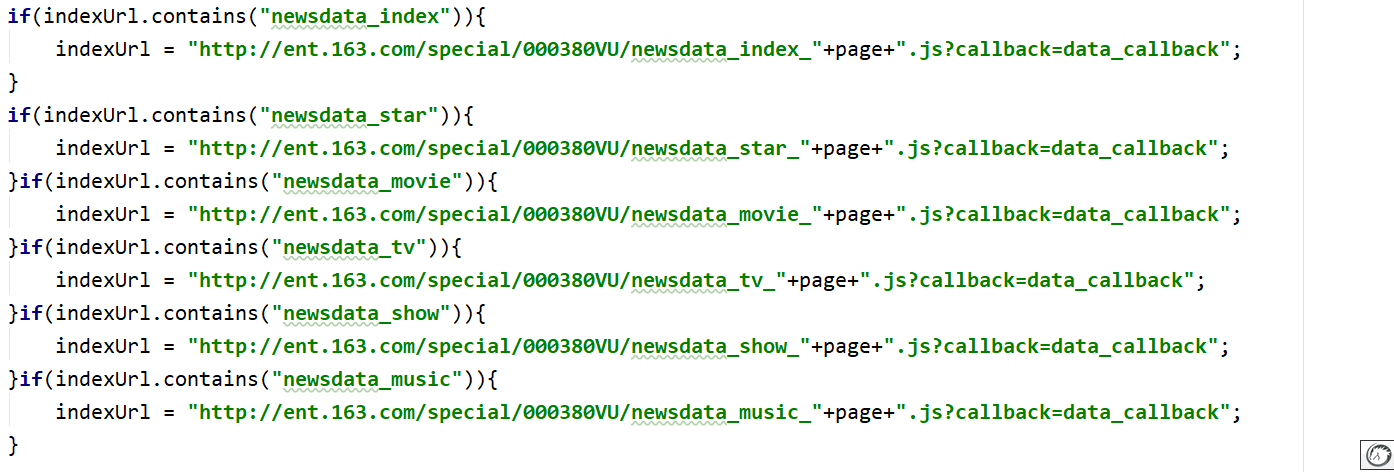 if(indexUrl.contains("newsdata_index")){
    indexUrl = "http://ent.163.com/special/000380VU/newsdata_index_"+page+".js?callback=data_callback";
}
if(indexUrl.contains("newsdata_star")){
    indexUrl = "http://ent.163.com/special/000380VU/newsdata_star_"+page+".js?callback=data_callback";
}if(indexUrl.contains("newsdata_movie")){
    indexUrl = "http://ent.163.com/special/000380VU/newsdata_movie_"+page+".js?callback=data_callback";
}if(indexUrl.contains("newsdata_tv")){
    indexUrl = "http://ent.163.com/special/000380VU/newsdata_tv_"+page+".js?callback=data_callback";
}if(indexUrl.contains("newsdata_show")){
    indexUrl = "http://ent.163.com/special/000380VU/newsdata_show_"+page+".js?callback=data_callback";
}if(indexUrl.contains("newsdata_music")){
    indexUrl = "http://ent.163.com/special/000380VU/newsdata_music_"+page+".js?callback=data_callback";
}